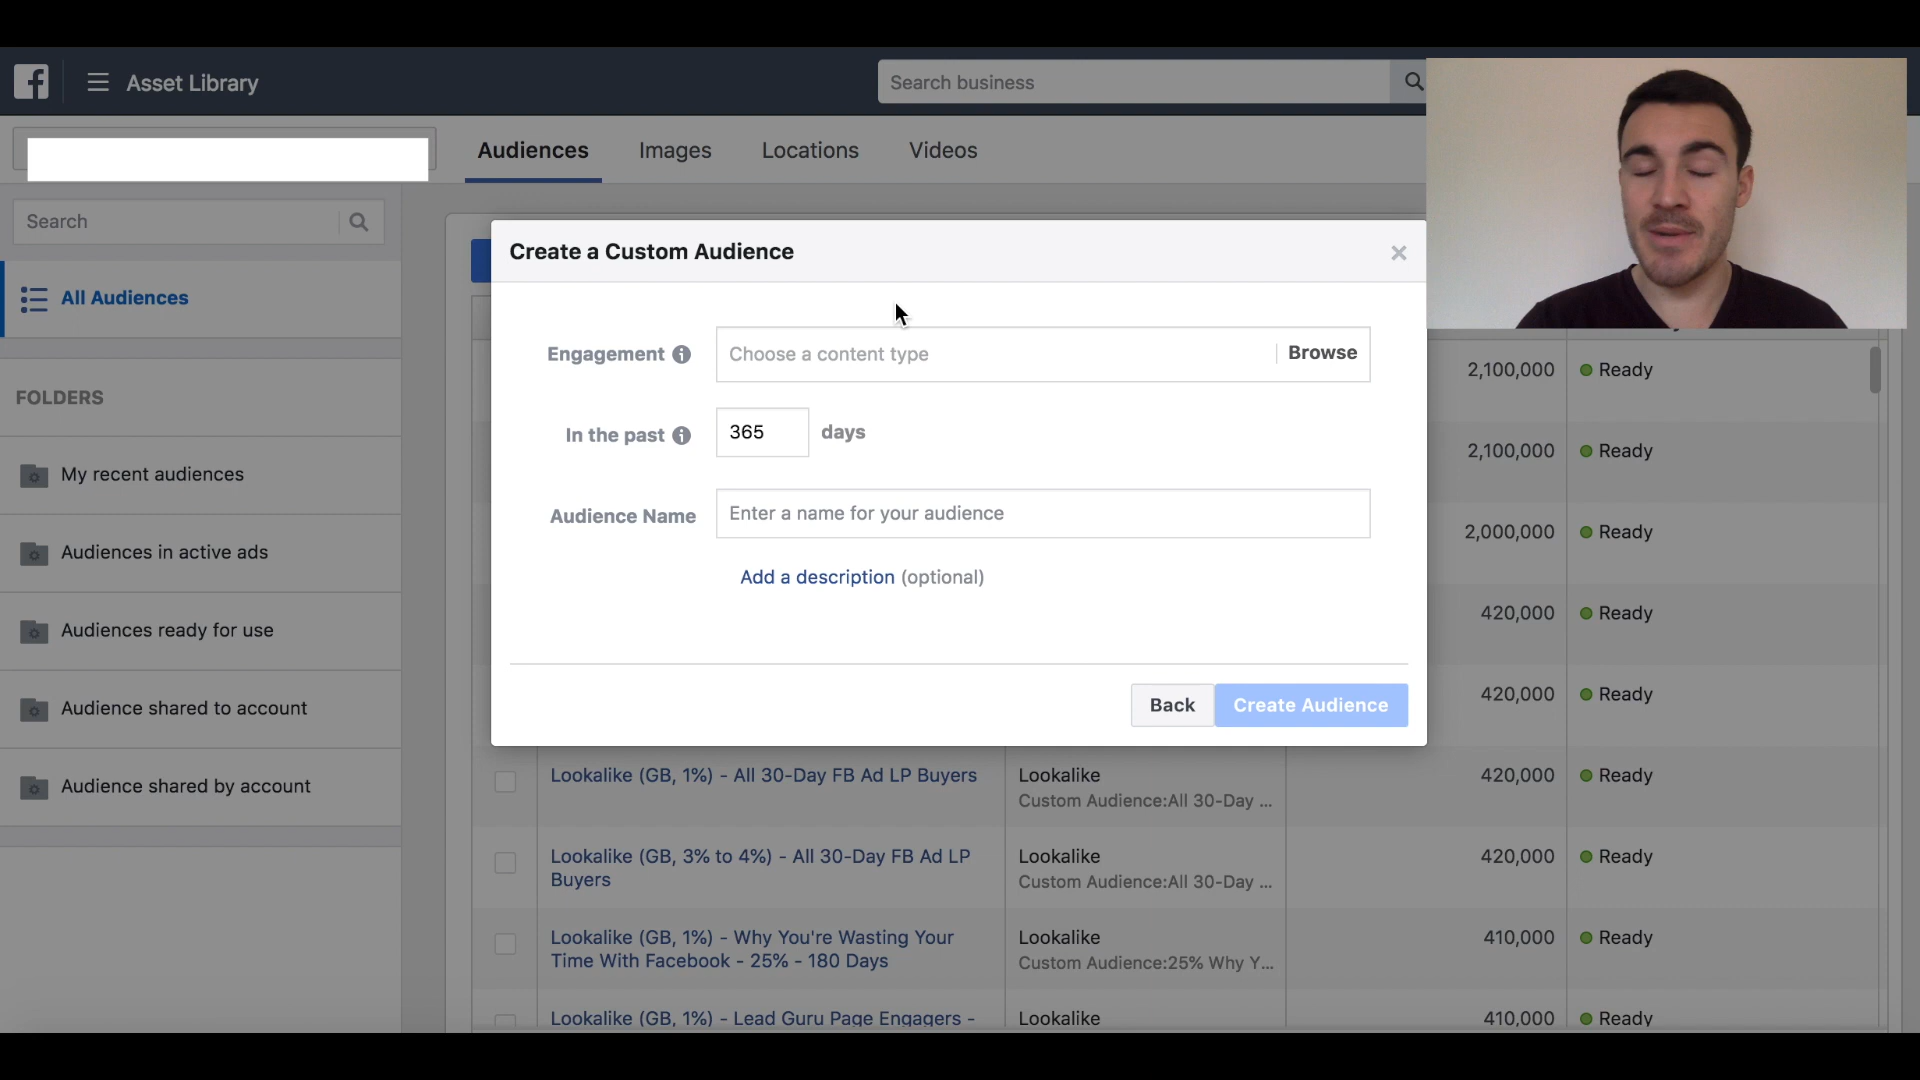 Asset Library
Search business
Audiences
Images
Locations
Videos
Search
All Audiences
FOLDERS
My recent audiences
Audiences in active ads
Audiences ready for use
Audience shared to account
Audience shared by account
Create a Custom Audience
Engagement
Choose a content type
Browse
In the past
365
days
Audience Name
Enter a name for your audience
Add a description (optional)
Back
Create Audience
2,100,000
Ready
2,100,000
Ready
2,000,000
Ready
420,000
Ready
420,000
Ready
Lookalike (GB, 1%) - All 30-Day FB Ad LP Buyers
Lookalike
Custom Audience:All 30-Day ...
420,000
Ready
Lookalike (GB, 3% to 4%) - All 30-Day FB Ad LP
Buyers
Lookalike
Custom Audience:All 30-Day ...
420,000
Ready
Lookalike (GB, 1%) - Why You're Wasting Your
Time With Facebook - 25% - 180 Days
Lookalike
Custom Audience:25% Why Y...
410,000
Ready
Lookalike (GB, 1%) - Lead Guru Page Engagers -
Lookalike
410,000
Ready